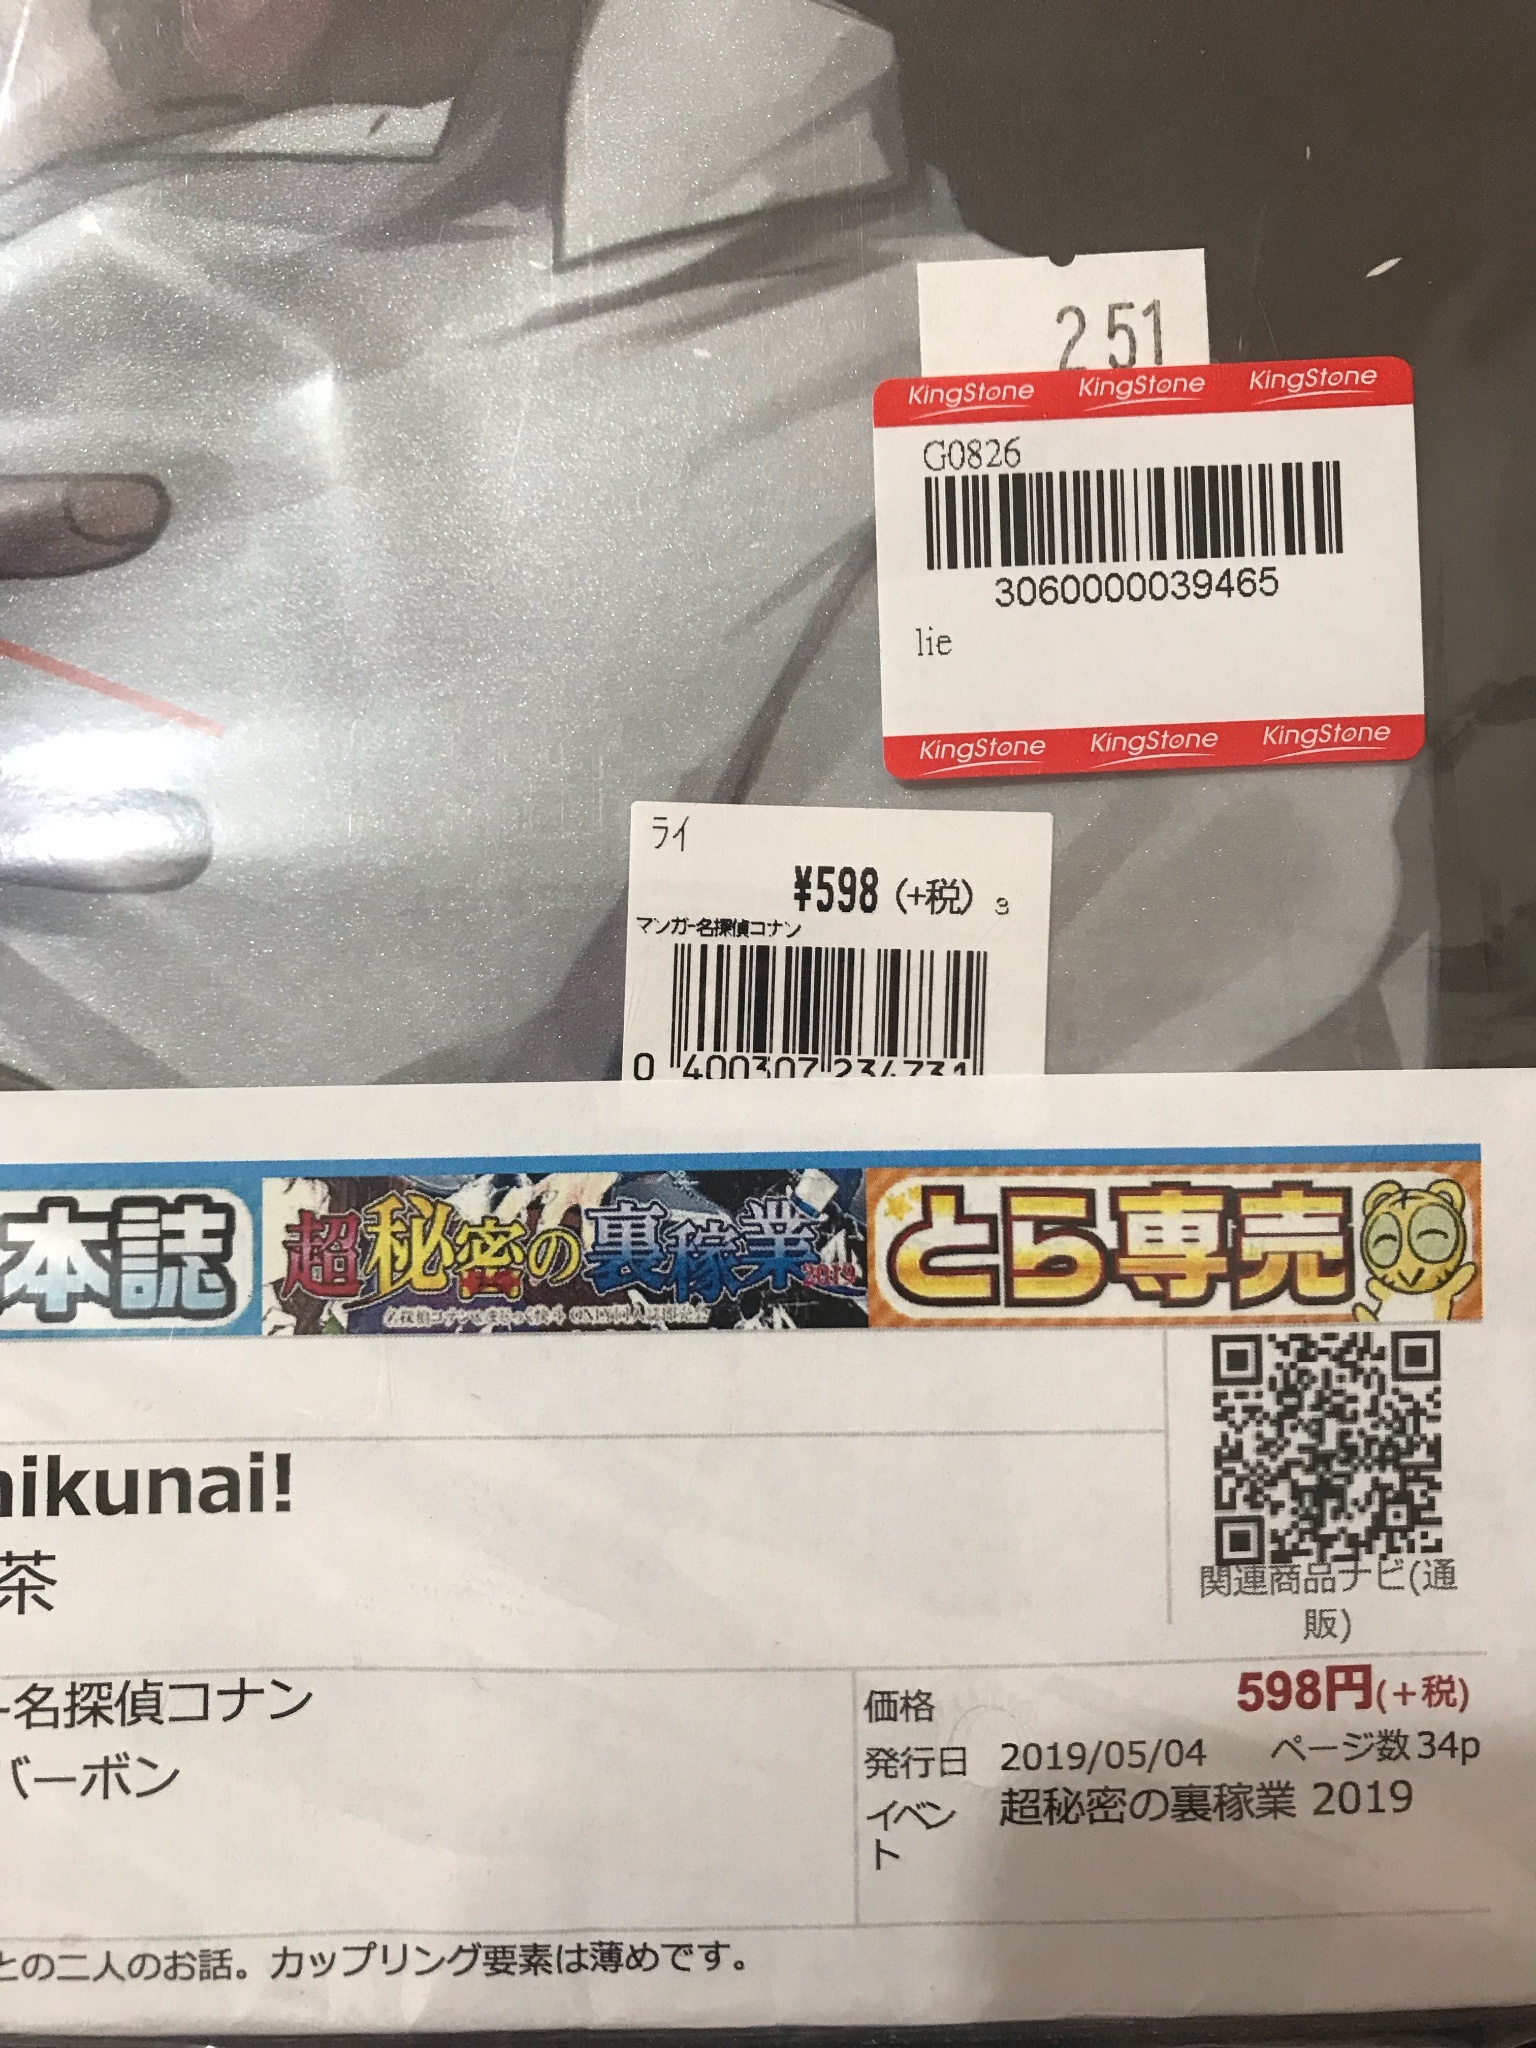 251
KingStone KingStone KingStone
G0826
3060000039465
lie
KingStone KingStone KingStone
ライ
¥598 (+税) 3
マンガ-名探偵コナン
0 400307 234731
本誌
超秘密の裏稼業 2019
とら専売
nikunai!
茶
関連商品ナビ(通
販)
-名探偵コナン
バーボン
価格 598円(+税)
発行日 2019/05/04 ページ数34p
イベン
ト
超秘密の裏稼業 2019
との二人のお話。カップリング要素は薄めです。